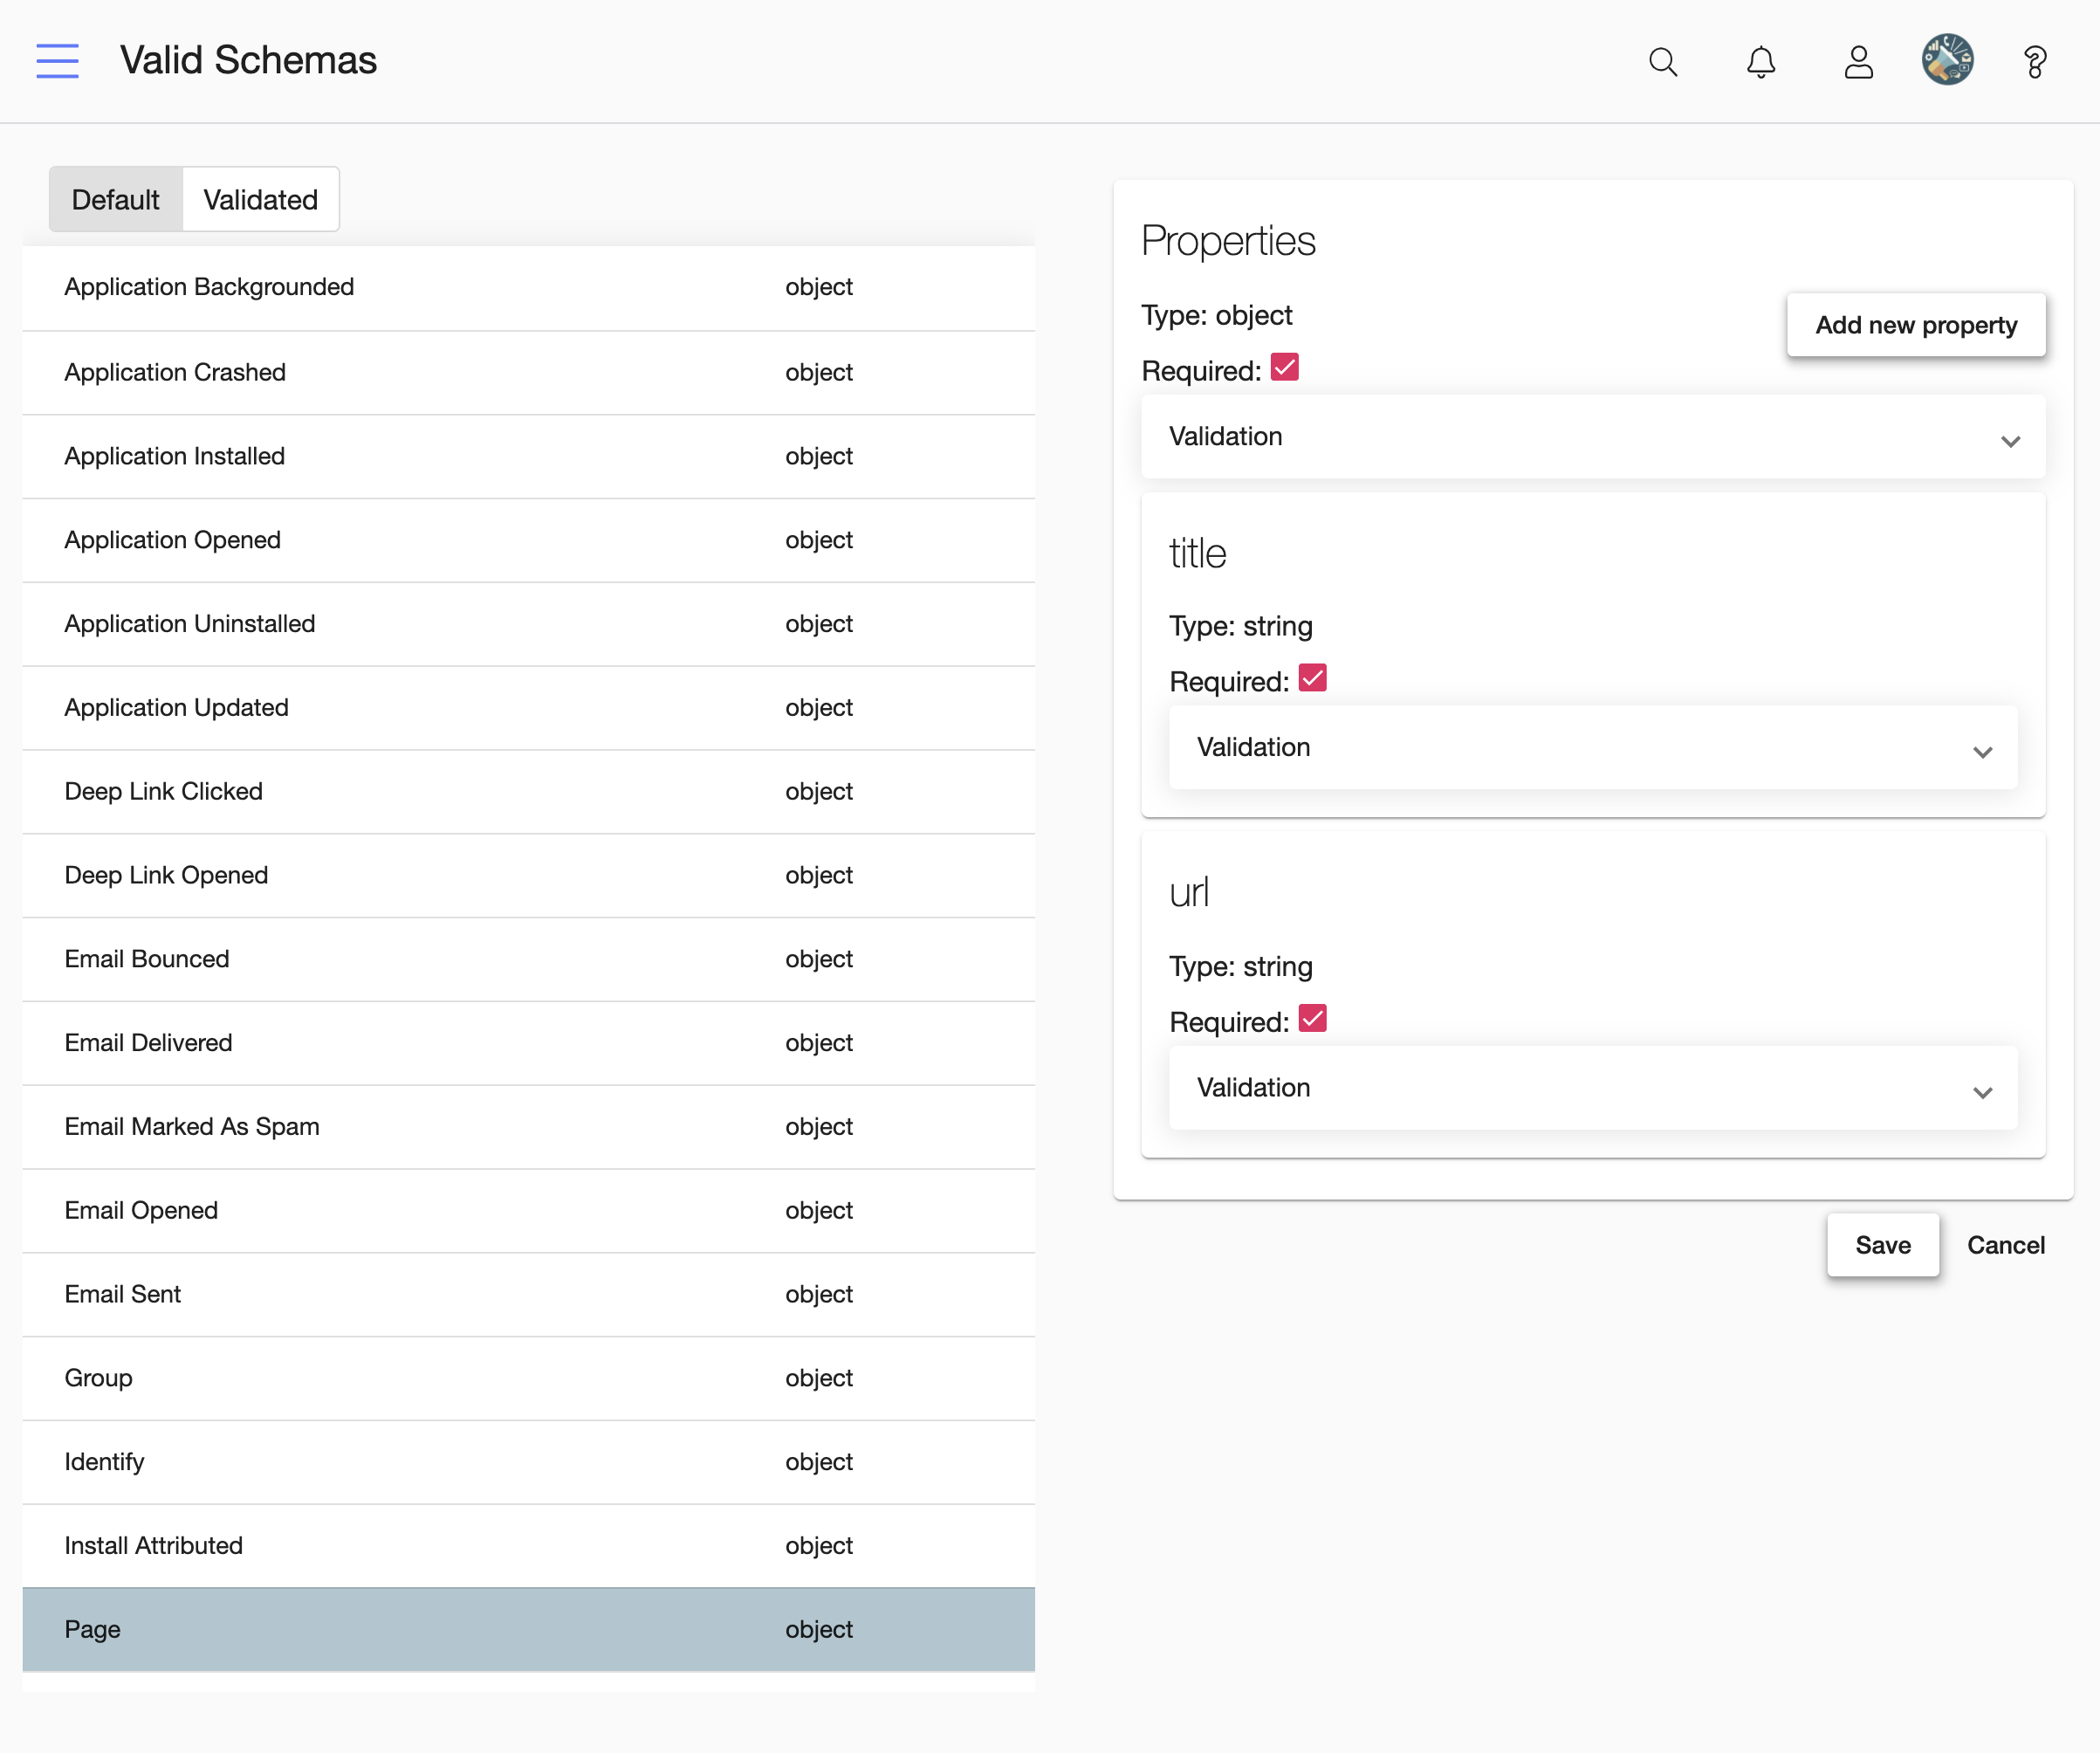 Valid Schemas
Default Validated
Application Backgrounded object
Application Crashed object
Application Installed object
Application Opened object
Application Uninstalled object
Application Updated object
Deep Link Clicked object
Deep Link Opened object
Email Bounced object
Email Delivered object
Email Marked As Spam object
Email Opened object
Email Sent object
Group object
Identify object
Install Attributed object
Page object
Properties
Type: object
Add new property
Required:
Validation
title
Type: string
Required:
Validation
url
Type: string
Required:
Validation
Save Cancel